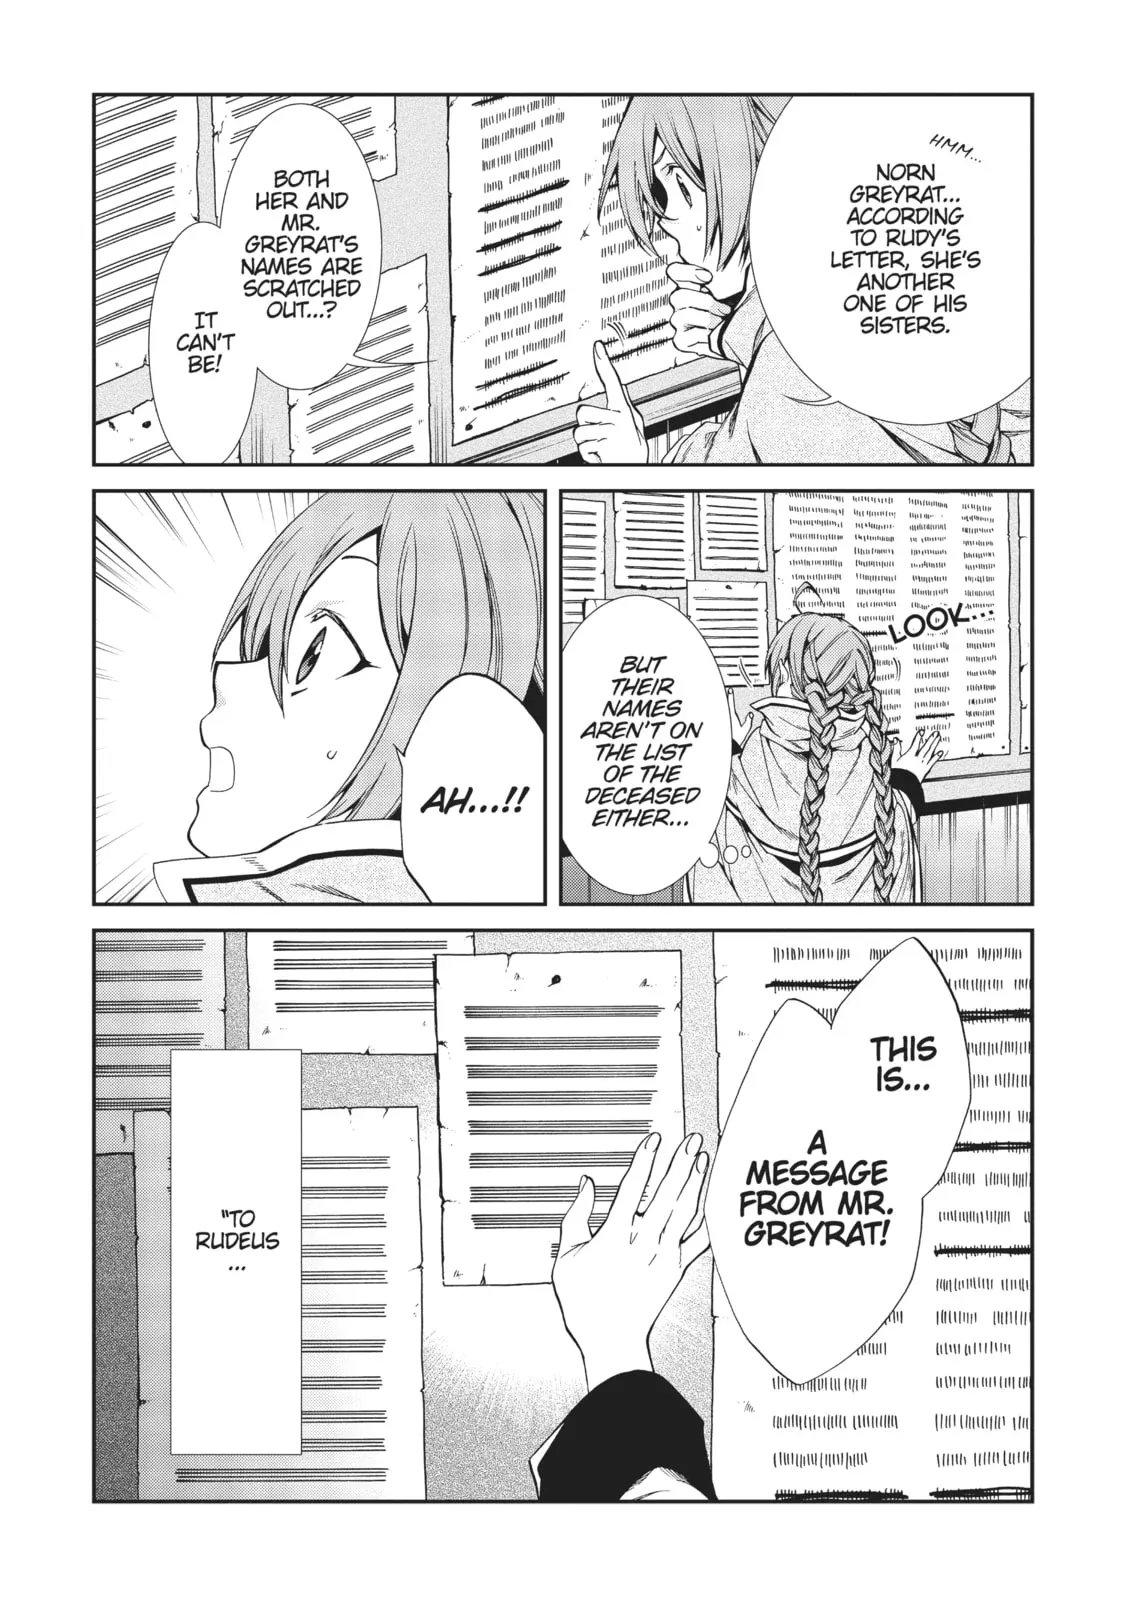 HMM...
NORN
GREYRAT...
ACCORDING
TO RUDY'S
LETTER, SHE'S
ANOTHER
ONE OF HIS
SISTERS.
BOTH
HER AND
MR.
GREYRAT'S
NAMES ARE
SCRATCHED
OUT...?
IT
CAN'T
BE!
LOOK...
BUT
THEIR
NAMES
AREN'T ON
THE LIST
OF THE
DECEASED
EITHER...
AH...!!
THIS
IS...
A
MESSAGE
FROM MR.
GREYRAT!
"TO
RUDEUS
...